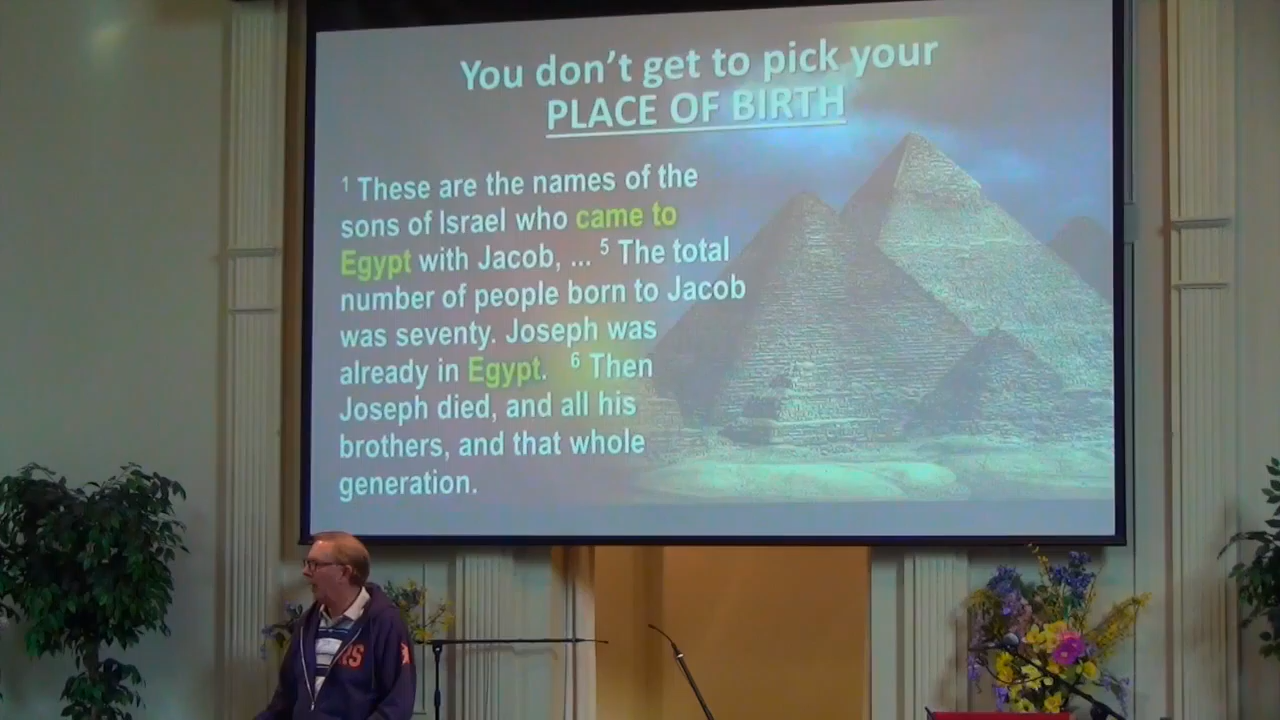 You don't get to pick your
PLACE OF BIRTH
1 These are the names of the
sons of Israel who came to
Egypt with Jacob, ... 5 The total
number of people born to Jacob
was seventy. Joseph was
already in Egypt. 6 Then
Joseph died, and all his
brothers, and that whole
generation.
RS